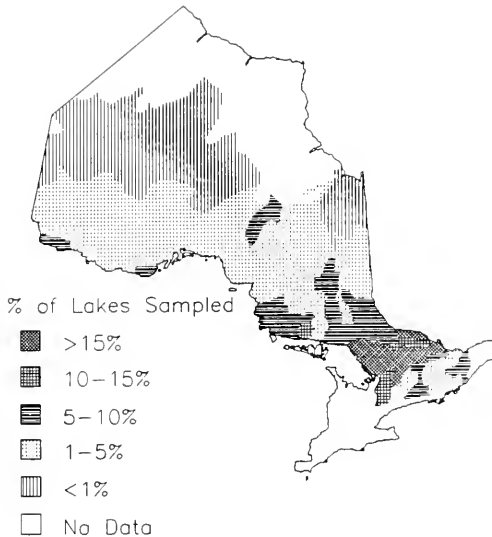 % of Lakes Sampled
>15%
10-15%
5-10%
1-5%
<1%
No Data